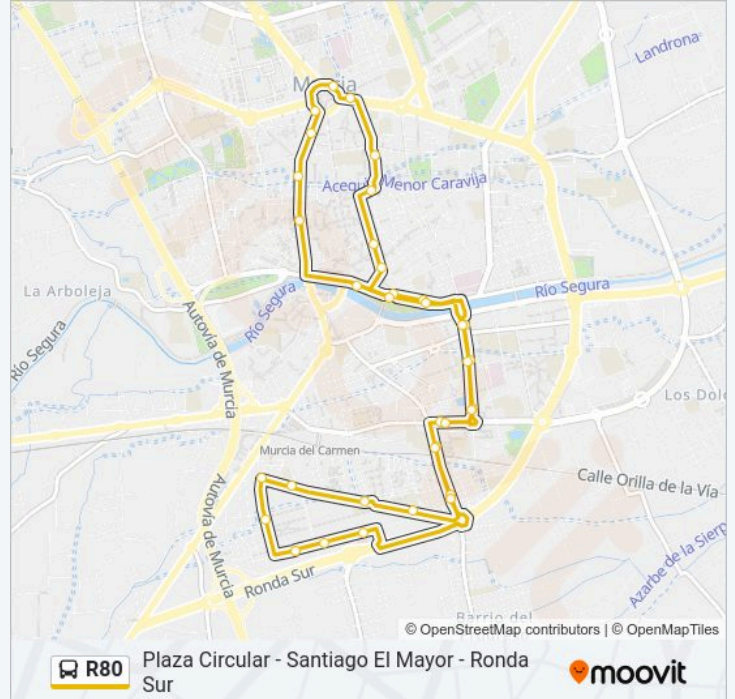 Landrona
Murcia
Acequia Menor Caravija
La Arboleja
Río Segura
Río Segura
Río Segura
Autovía de Murcia
Los Dolo
Murcia del Carmen
Calle Orilla de la Vía
Autovía de Murcia
Azarbe de la Sierp
Ronda Sur
Barrio del
© OpenStreetMap contributors | © OpenMapTiles
R80
Plaza Circular - Santiago El Mayor - Ronda
Sur
moovit